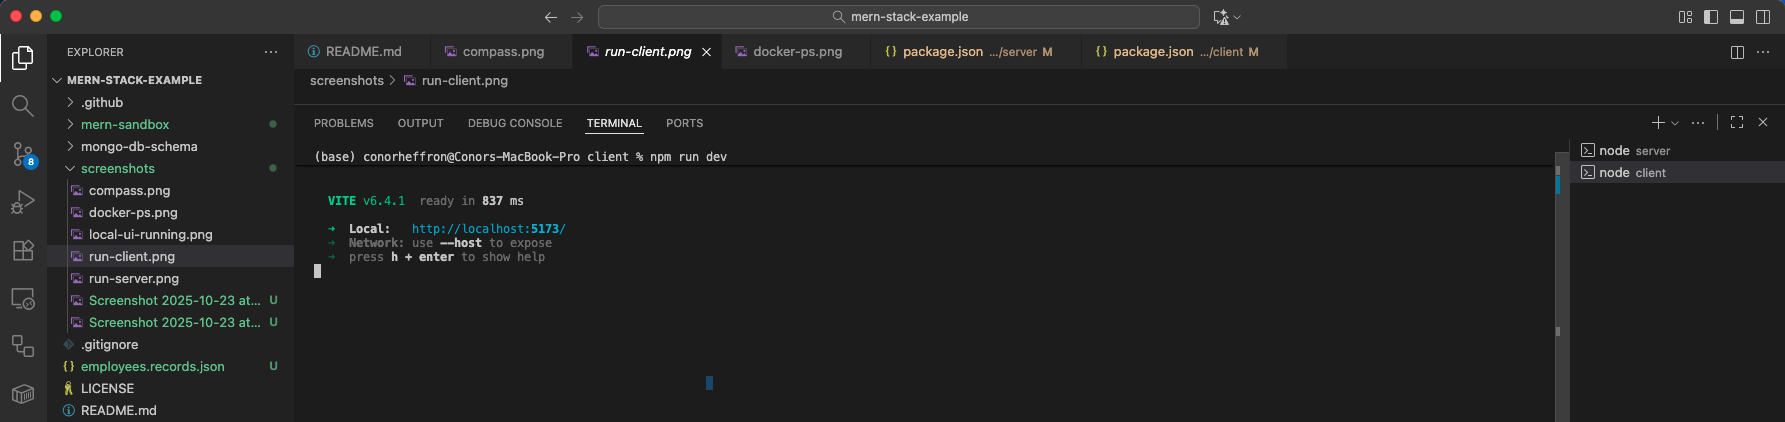 mern-stack-example
EXPLORER
MERN-STACK-EXAMPLE
.github
mern-sandbox
mongo-db-schema
screenshots
compass.png
docker-ps.png
local-ui-running.png
run-client.png
run-server.png
Screenshot 2025-10-23 at... U
Screenshot 2025-10-23 at... U
.gitignore
{} employees.records.json U
LICENSE
README.md
8
README.md
compass.png
run-client.png
docker-ps.png
{} package.json .../server M
{} package.json .../client M
screenshots > run-client.png
PROBLEMS OUTPUT DEBUG CONSOLE TERMINAL PORTS
(base) conorheffron@Conors-MacBook-Pro client % npm run dev
VITE v6.4.1 ready in 837 ms
➜ Local: http://localhost:5173/
➜ Network: use --host to expose
➜ press h + enter to show help
node server
node client